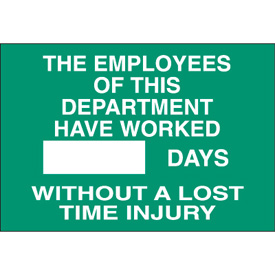 THE EMPLOYEES
OF THIS
DEPARTMENT
HAVE WORKED
DAYS
WITHOUT A LOST
TIME INJURY